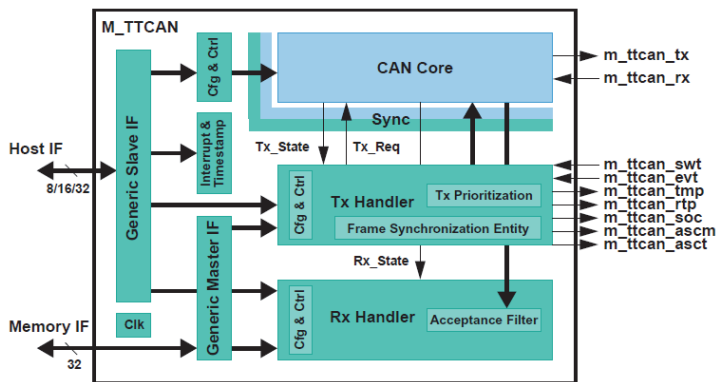 M_TTCAN
Cfg & Ctrl
CAN Core
m_ttcan_tx
m_ttcan_rx
Sync
Generic Slave IF
Interrupt &
Timestamp
Tx_State
Tx_Req
Host IF
8/16/32
Cfg & Ctrl
Tx Handler
Tx Prioritization
Frame Synchronization Entity
m_ttcan_swt
m_ttcan_evt
m_ttcan_tmp
m_ttcan_rtp
m_ttcan_soc
m_ttcan_ascm
m_ttcan_asct
Generic Master IF
Rx_State
Cfg & Ctrl
Rx Handler
Acceptance Filter
Clk
Memory IF
32